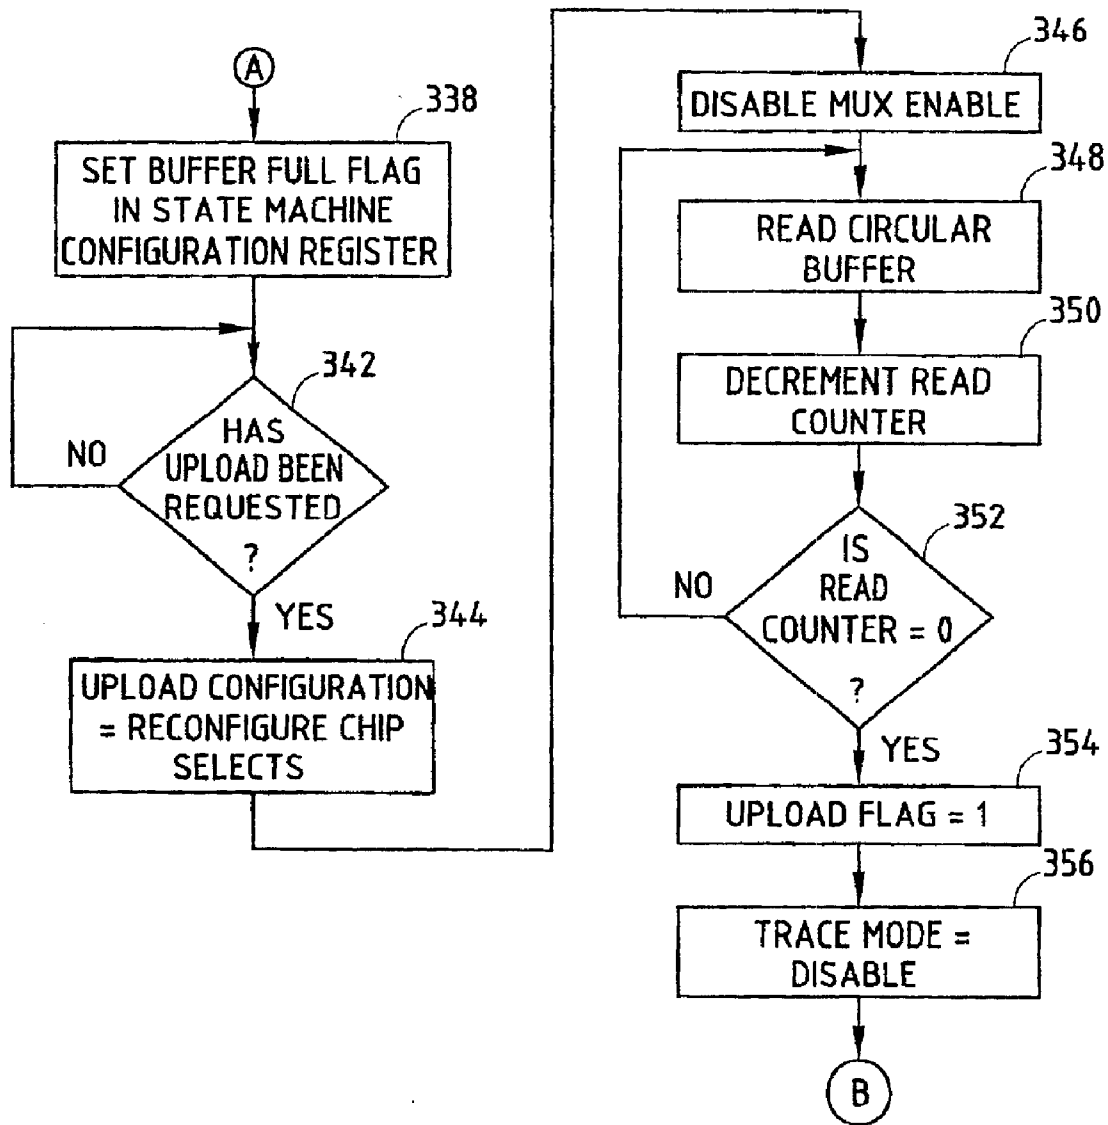 A
338
SET BUFFER FULL FLAG
IN STATE MACHINE
CONFIGURATION REGISTER
342
HAS
UPLOAD BEEN
REQUESTED
?
NO
YES
344
UPLOAD CONFIGURATION
= RECONFIGURE CHIP
SELECTS
346
DISABLE MUX ENABLE
348
READ CIRCULAR
BUFFER
350
DECREMENT READ
COUNTER
352
IS
READ
COUNTER = 0
?
NO
YES
354
UPLOAD FLAG = 1
356
TRACE MODE =
DISABLE
B